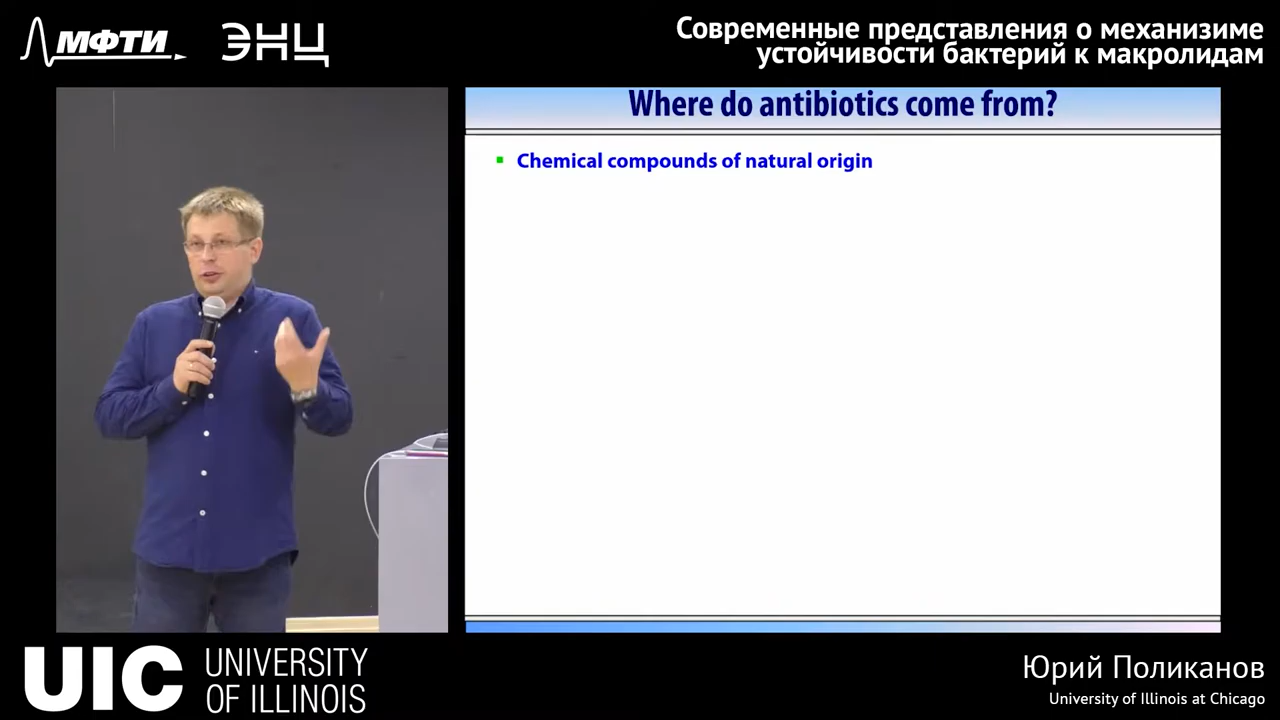 МФТИ
ЭНЦ
Современные представления о механизиме
устойчивости бактерий к макролидам
Where do antibiotics come from?
Chemical compounds of natural origin
UIC
UNIVERSITY
OF ILLINOIS
Юрий Поликанов
University of Illinois at Chicago